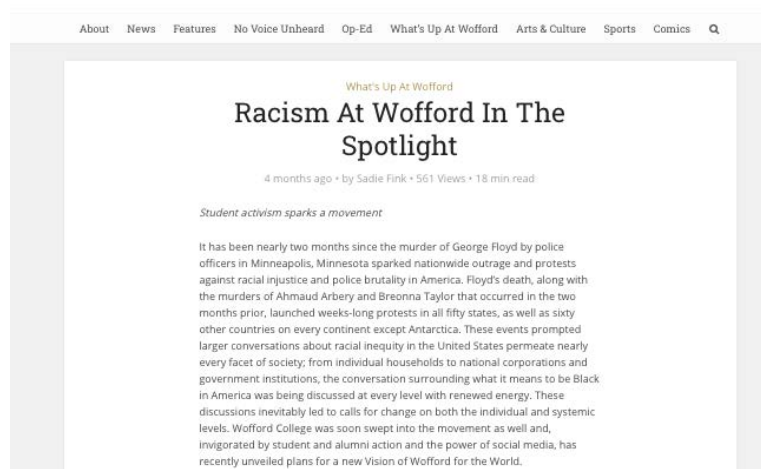 About News Features No Voice Unheard Op-Ed What's Up At Wofford Arts & Culture Sports Comics
What's Up At Wofford
Racism At Wofford In The
Spotlight
4 months ago • by Sadie Fink • 561 Views • 18 min read
Student activism sparks a movement
It has been nearly two months since the murder of George Floyd by police
officers in Minneapolis, Minnesota sparked nationwide outrage and protests
against racial injustice and police brutality in America. Floyd's death, along with
the murders of Ahmaud Arbery and Breonna Taylor that occurred in the two
months prior, launched weeks-long protests in all fifty states, as well as sixty
other countries on every continent except Antarctica. These events prompted
larger conversations about racial inequity in the United States permeate nearly
every facet of society; from individual households to national corporations and
government institutions, the conversation surrounding what it means to be Black
in America was being discussed at every level with renewed energy. These
discussions inevitably led to calls for change on both the individual and systemic
levels. Wofford College was soon swept into the movement as well and,
invigorated by student and alumni action and the power of social media, has
recently unveiled plans for a new Vision of Wofford for the World.